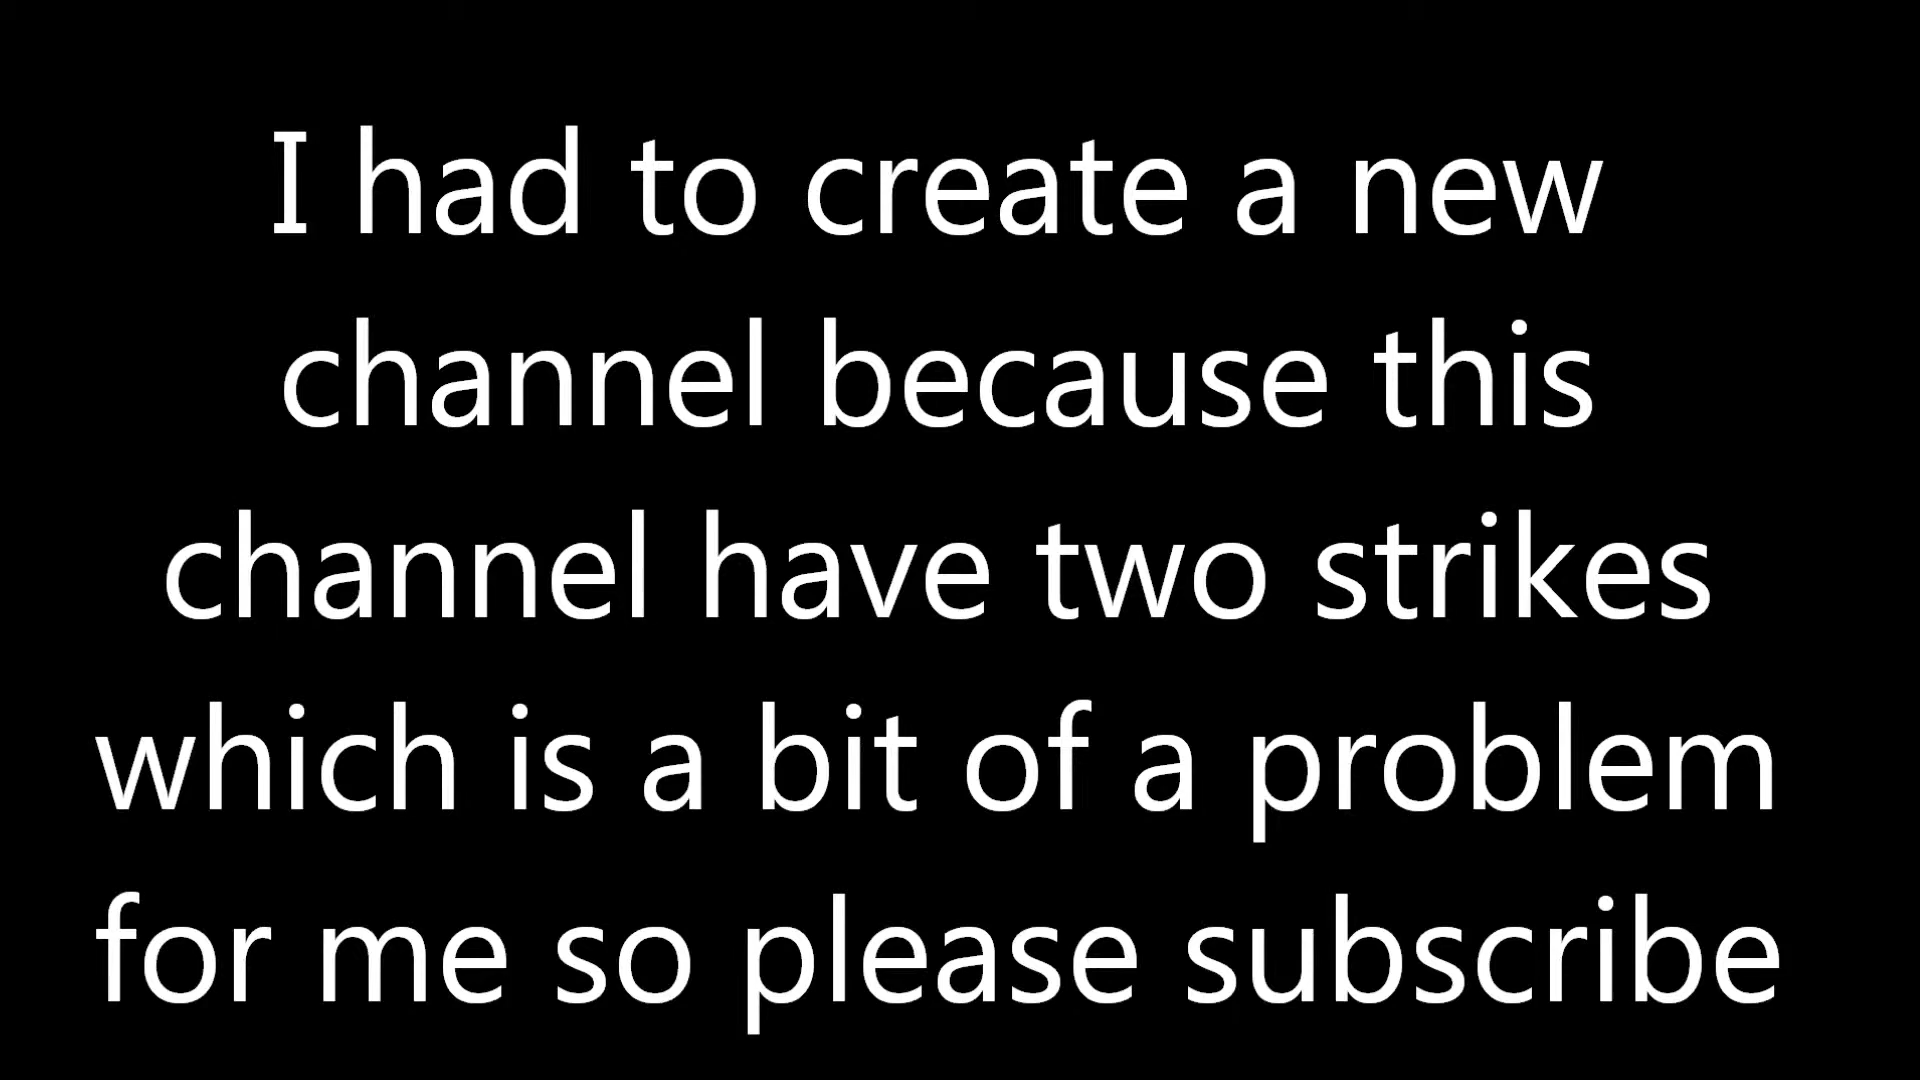 I had to create a new
channel because this
channel have two strikes
which is a bit of a problem
for me so please subscribe